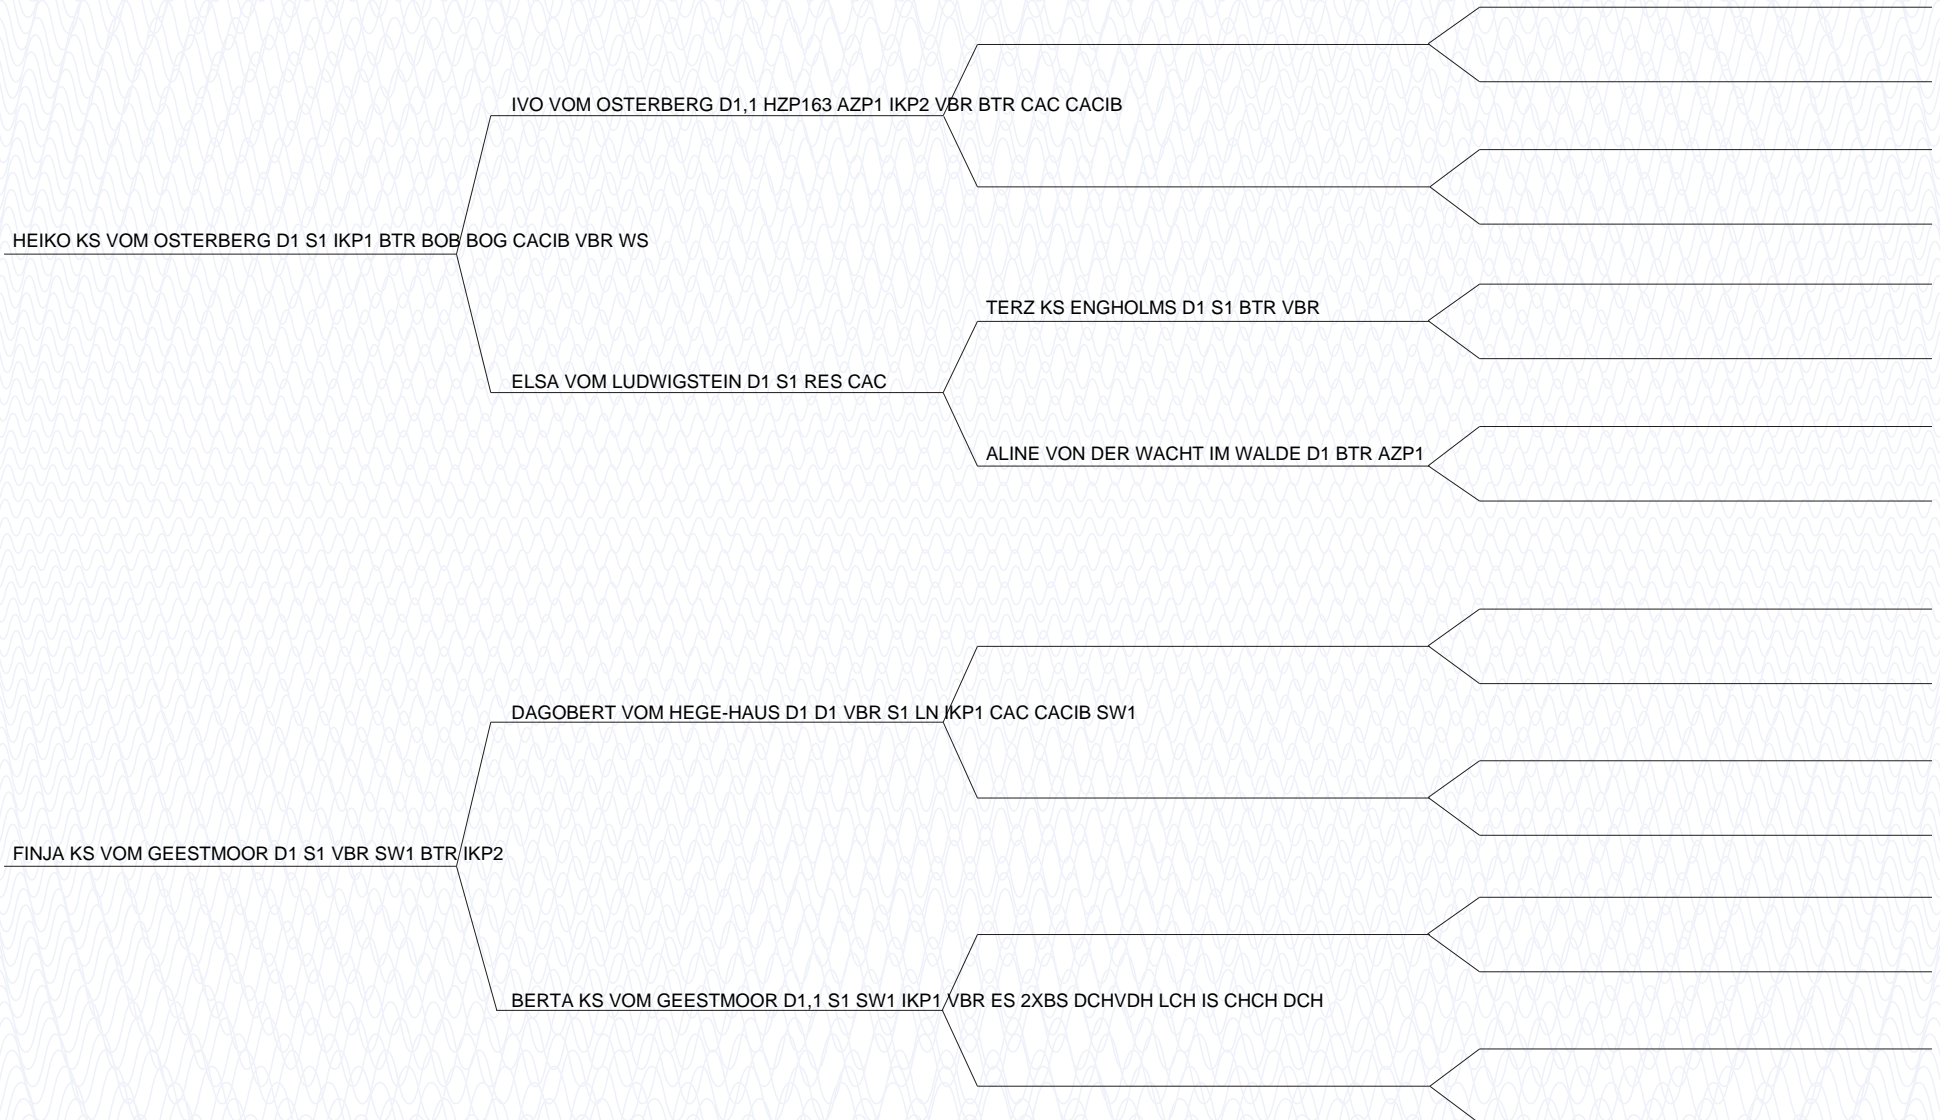 IVO VOM OSTERBERG D1,1 HZP163 AZP1 IKP2 VBR BTR CAC CACIB
HEIKO KS VOM OSTERBERG D1 S1 IKP1 BTR BOB BOG CACIB VBR WS
TERZ KS ENGHOLMS D1 S1 BTR VBR
ELSA VOM LUDWIGSTEIN D1 S1 RES CAC
ALINE VON DER WACHT IM WALDE D1 BTR AZP1
DAGOBERT VOM HEGE-HAUS D1 D1 VBR S1 LN IKP1 CAC CACIB SW1
FINJA KS VOM GEESTMOOR D1 S1 VBR SW1 BTR IKP2
BERTA KS VOM GEESTMOOR D1,1 S1 SW1 IKP1 VBR ES 2XBS DCHVDH LCH IS CHCH DCH